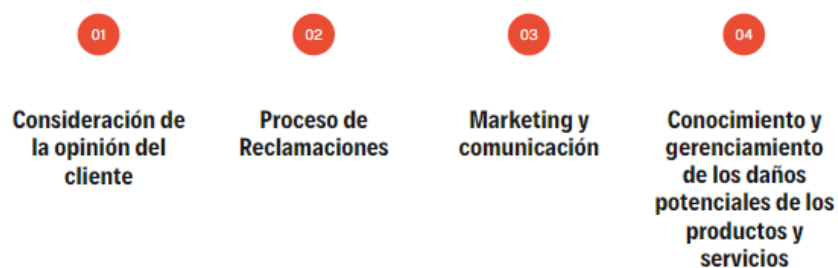 01
Consideración de
la opinión del
cliente
02
Proceso de
Reclamaciones
03
Marketing y
comunicación
04
Conocimiento y
gerenciamiento
de los daños
potenciales de los
productos y
servicios